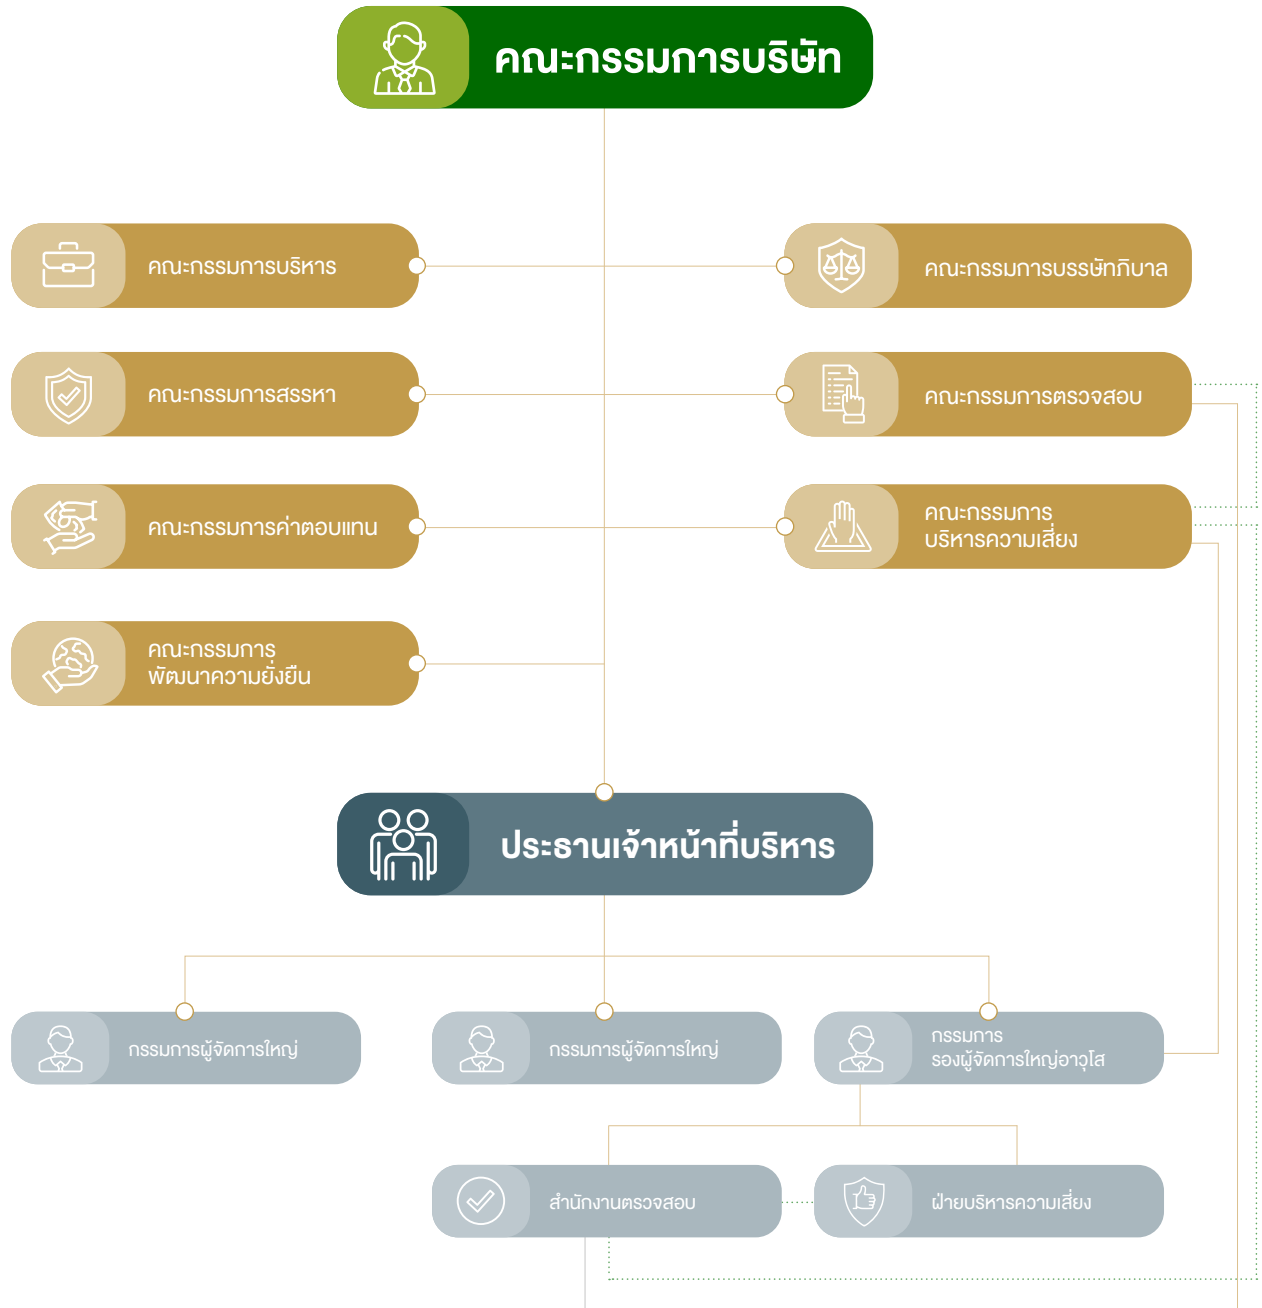 คณะกรรมการบริษัท
คณะกรรมการบริหาร
คณะกรรมการบรรษัทภิบาล
คณะกรรมการสรรหา
คณะกรรมการตรวจสอบ
คณะกรรมการค่าตอบแทน
คณะกรรมการ
บริหารความเสี่ยง
คณะกรรมการ
พัฒนาความยั่งยืน
ประธานเจ้าหน้าที่บริหาร
กรรมการผู้จัดการใหญ่
กรรมการผู้จัดการใหญ่
กรรมการ
รองผู้จัดการใหญ่อาวุโส
สำนักงานตรวจสอบ
ฝ่ายบริหารความเสี่ยง